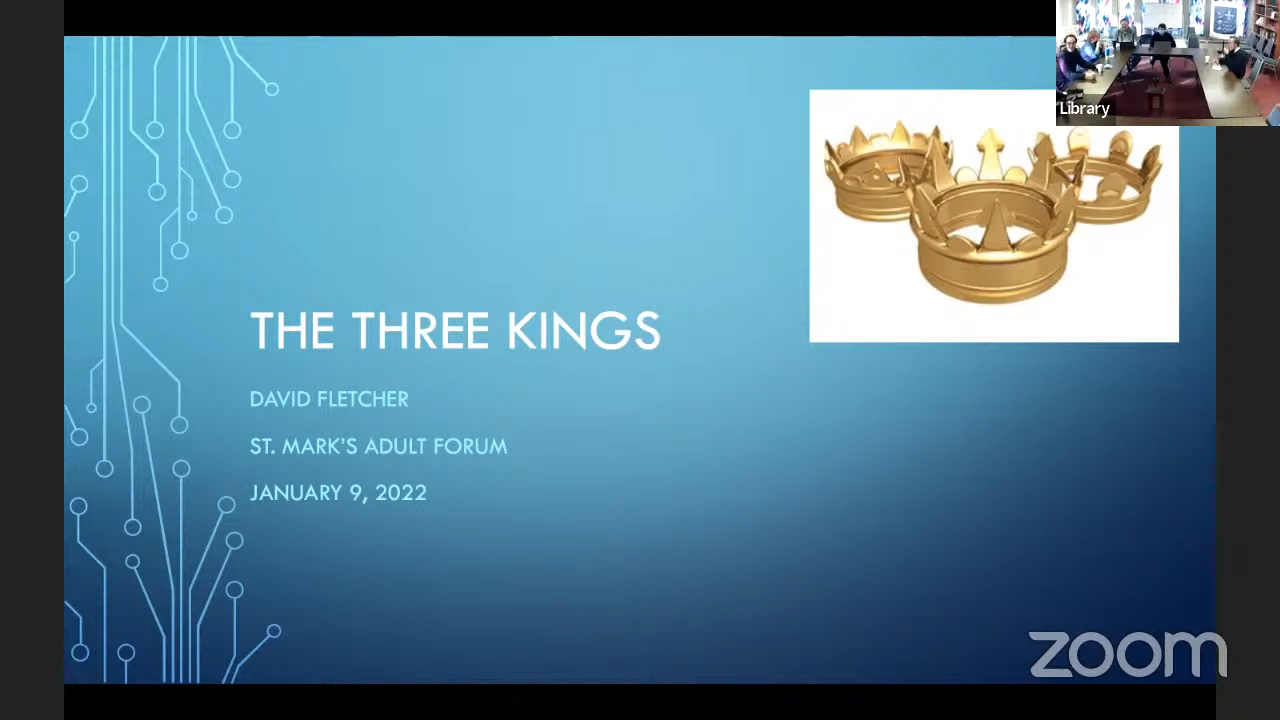 Library
THE THREE KINGS
DAVID FLETCHER
ST. MARK'S ADULT FORUM
JANUARY 9, 2022
zoom